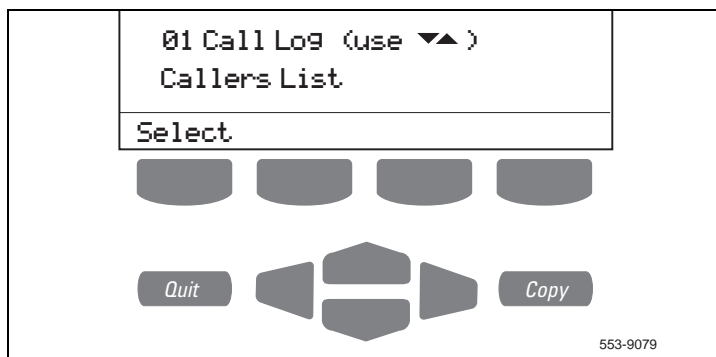 01 Call Log (use ▼▲)
Callers List
Select
Quit
Copy
553-9079